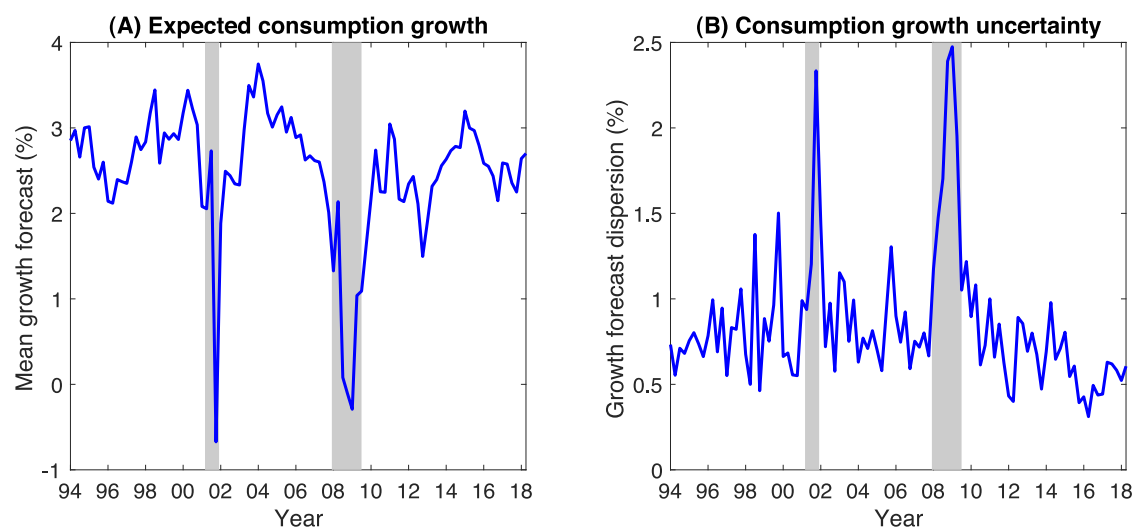 (A) Expected consumption growth
Mean growth forecast (%)
4
3
2
1
0
-1
94 96 98 00 02 04 06 08 10 12 14 16 18
Year
(B) Consumption growth uncertainty
Growth forecast dispersion (%)
2.5
2
1.5
1
0.5
0
94 96 98 00 02 04 06 08 10 12 14 16 18
Year